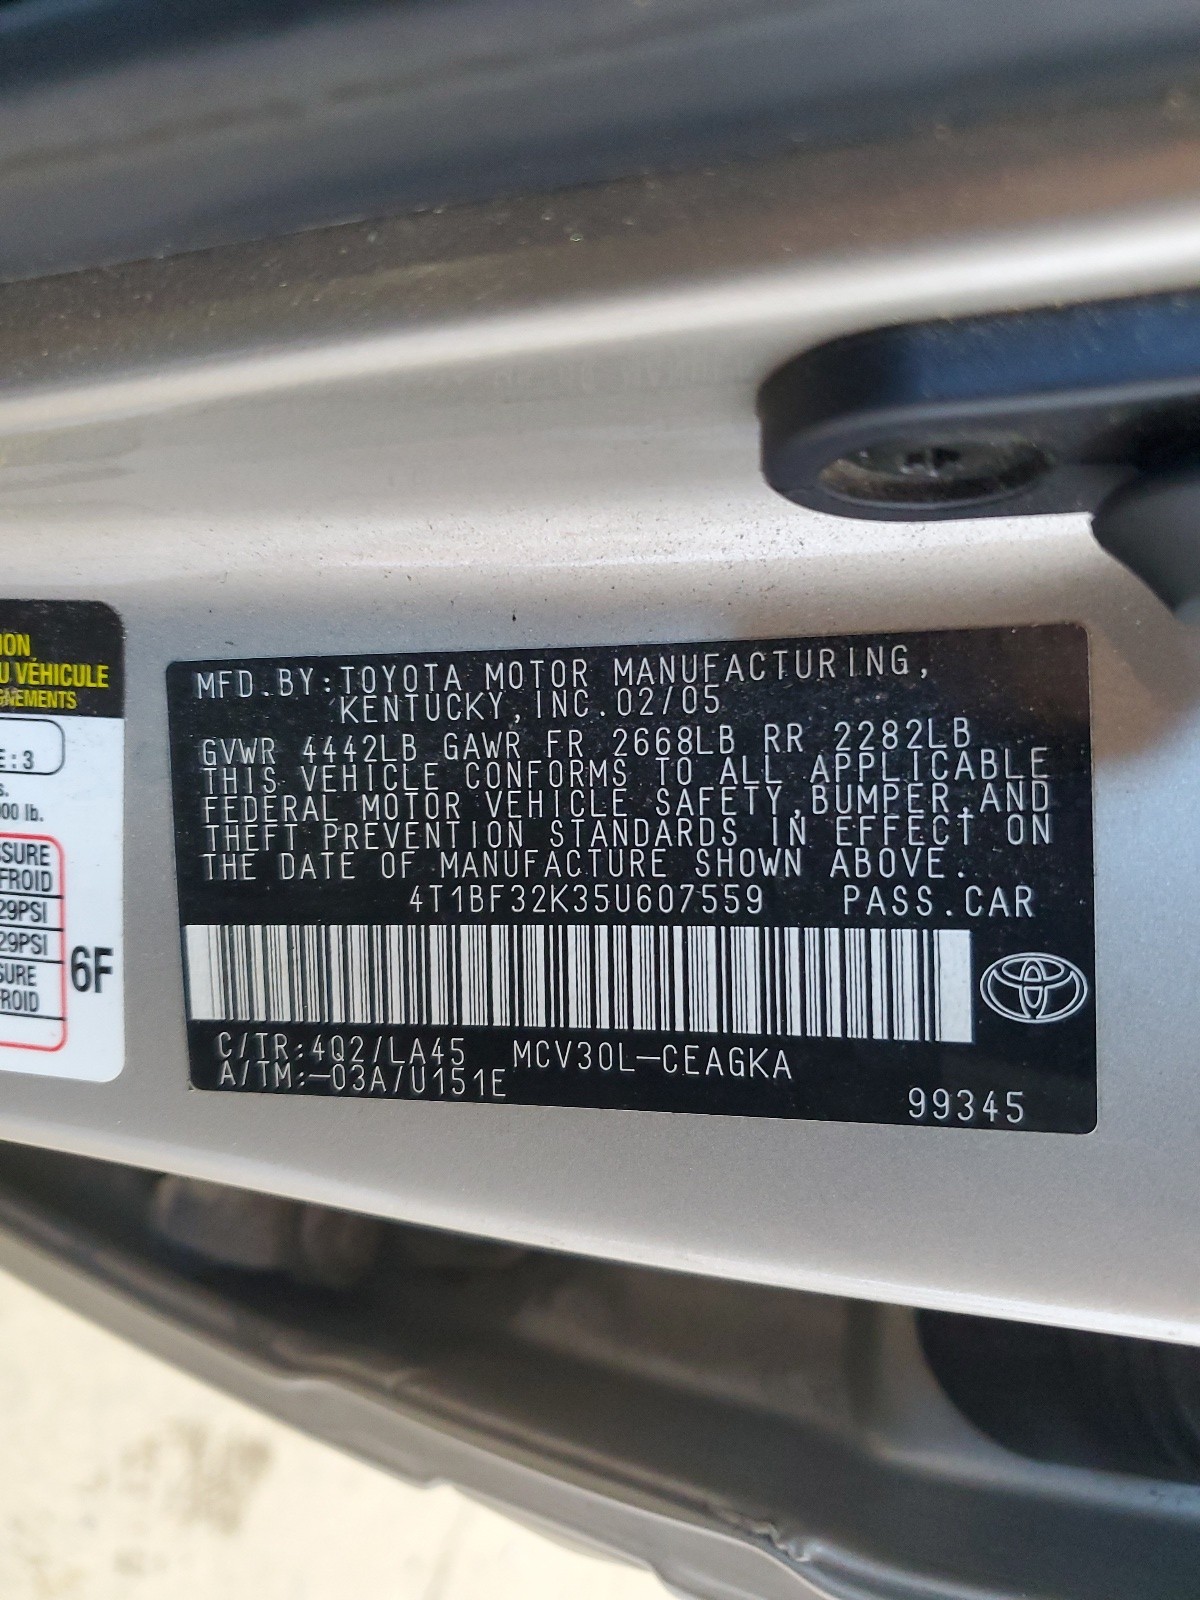 ION
U VÉHICULE
GNEMENTS
E : 3
s.
00 lb.
SSURE
FROID
29PSI
29PSI
SURE
ROID
6F
MFD.BY:TOYOTA MOTOR MANUFACTURING,
KENTUCKY, INC. 02/05
GVWR 4442LB GAWR FR 2668LB RR 2282LB
THIS VEHICLE CONFORMS TO ALL APPLICABLE
FEDERAL MOTOR VEHICLE SAFETY, BUMPER, AND
THEFT PREVENTION STANDARDS IN EFFECT ON
THE DATE OF MANUFACTURE SHOWN ABOVE.
4T1BF32K35U607559 PASS.CAR
C/TR:4Q2/LA45 MCV30L-CEAGKA
A/TM:-03A/U151E
99345